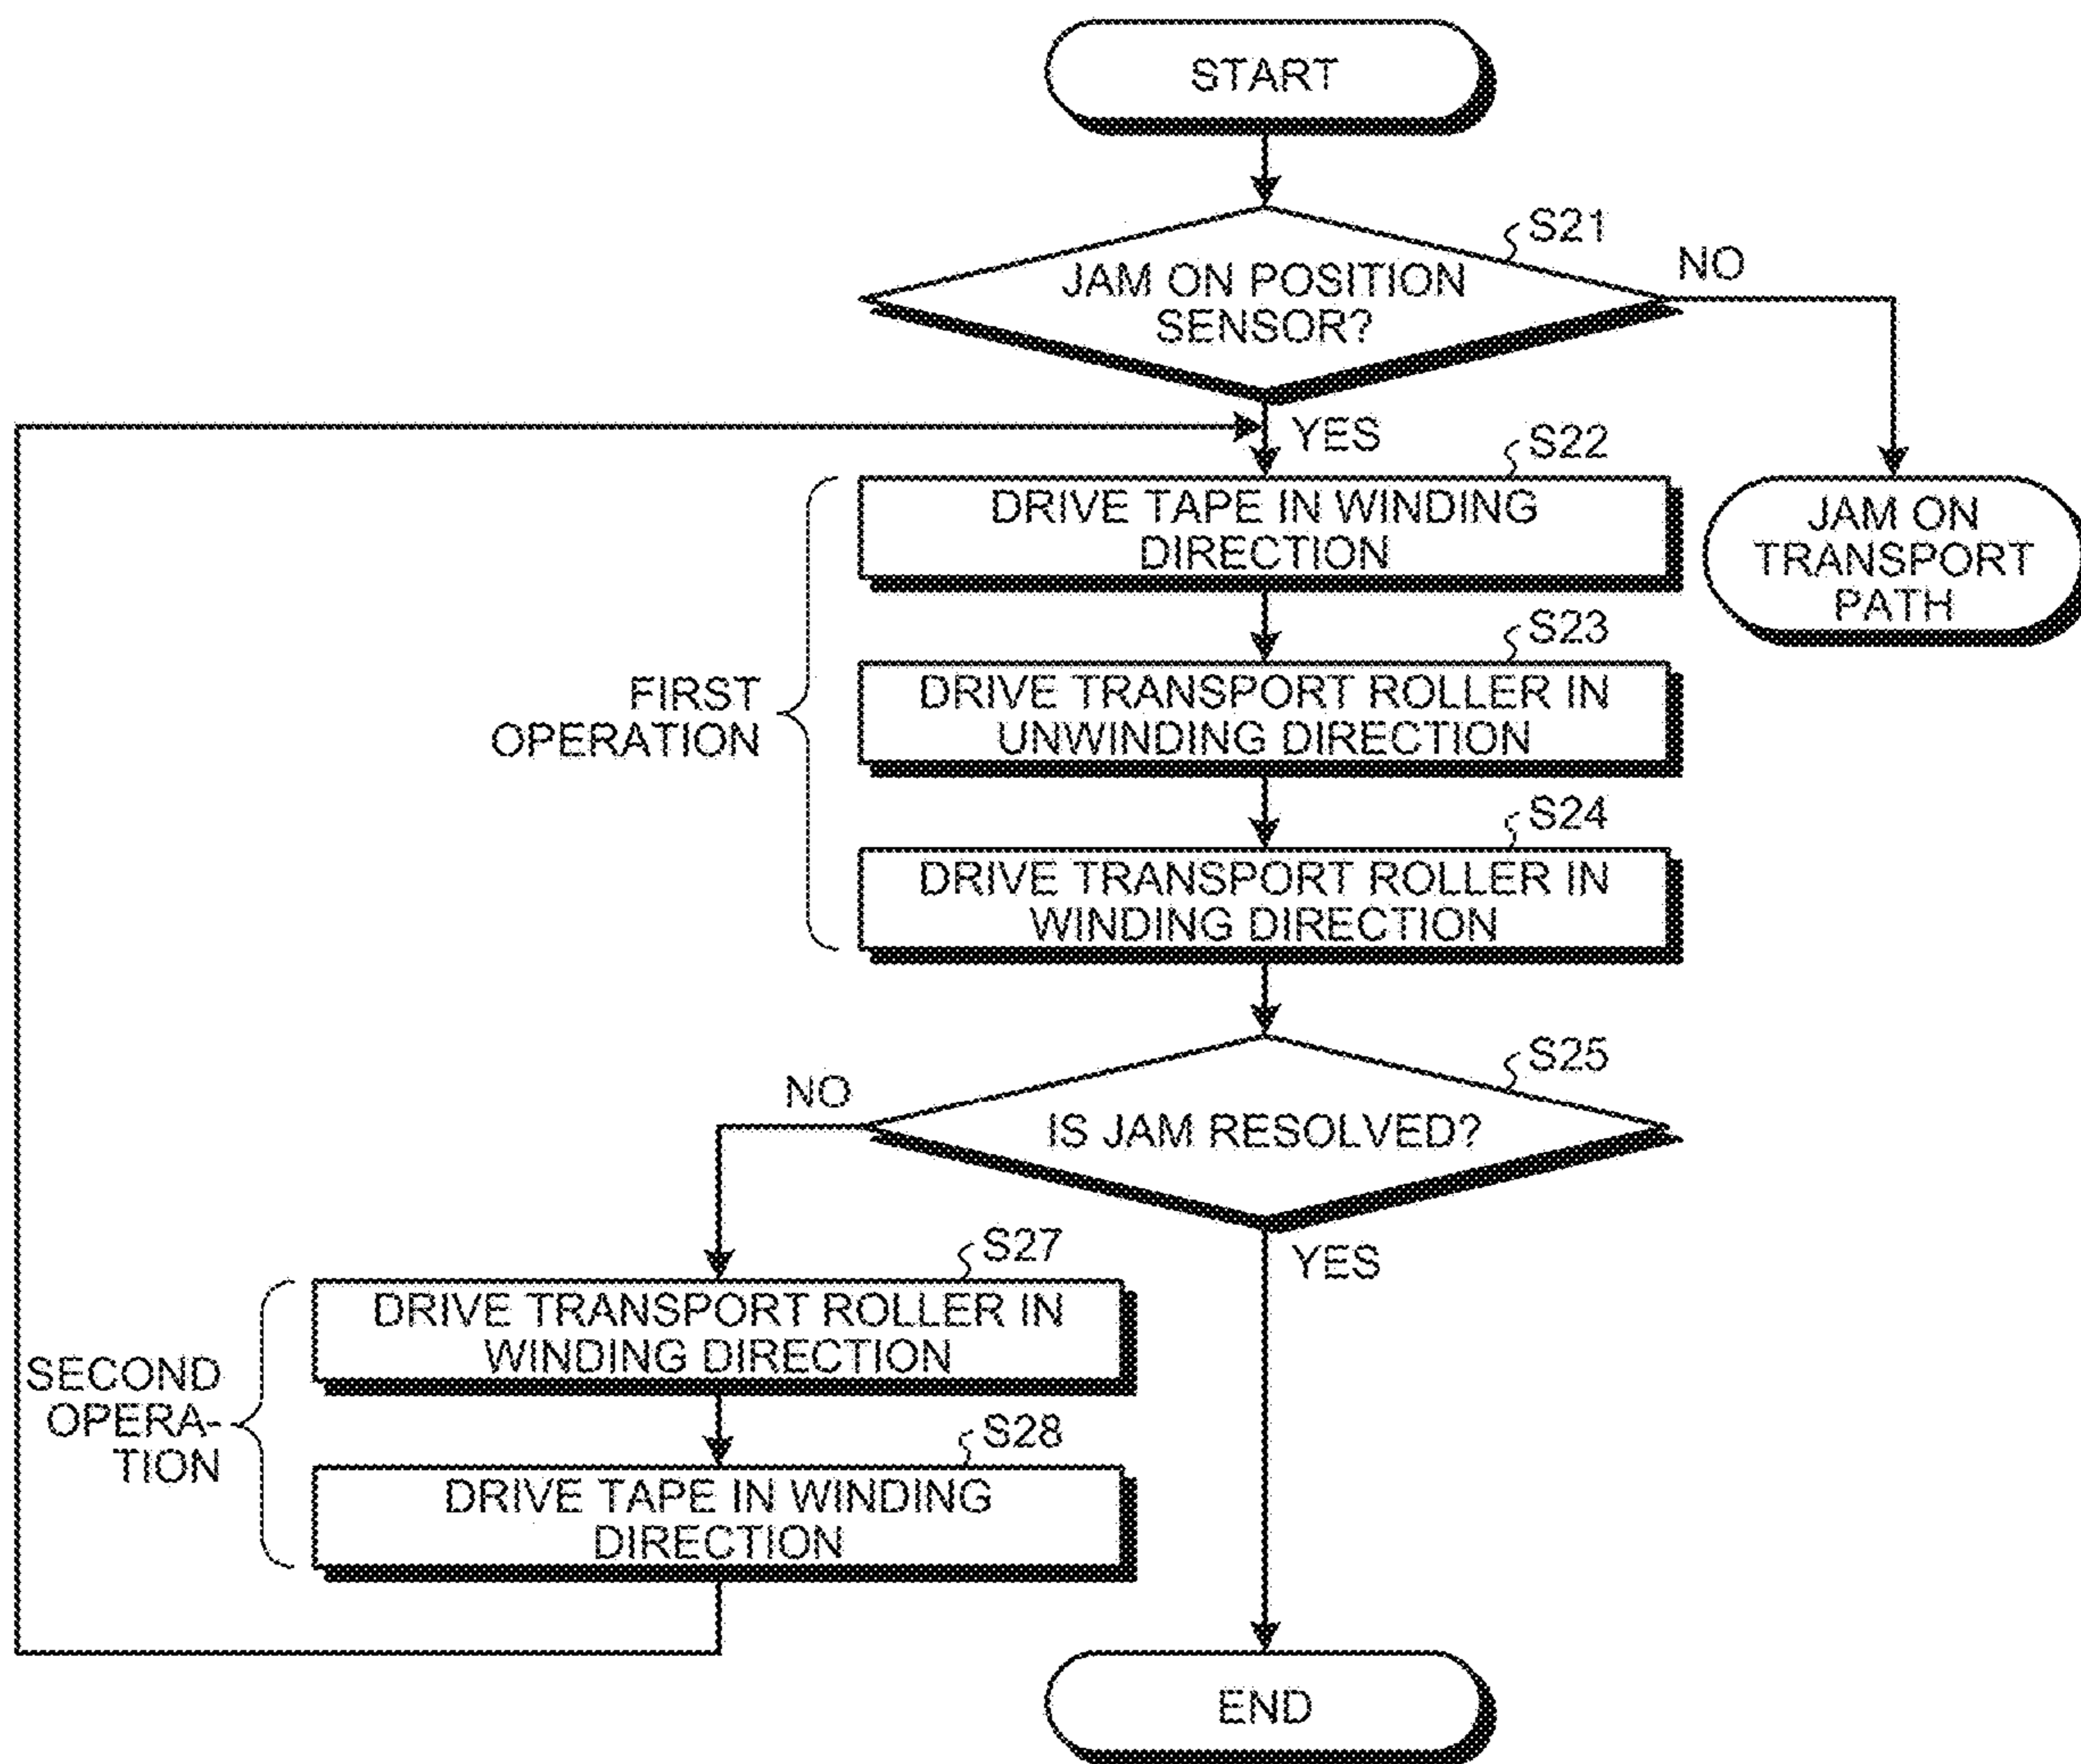 START
S21
JAM ON POSITION
SENSOR?
NO
YES
S22
DRIVE TAPE IN WINDING
DIRECTION
JAM ON
TRANSPORT
PATH
S23
FIRST
OPERATION
DRIVE TRANSPORT ROLLER IN
UNWINDING DIRECTION
S24
DRIVE TRANSPORT ROLLER IN
WINDING DIRECTION
S25
NO
IS JAM RESOLVED?
YES
S27
DRIVE TRANSPORT ROLLER IN
WINDING DIRECTION
SECOND
OPERA-
TION
S28
DRIVE TAPE IN WINDING
DIRECTION
END